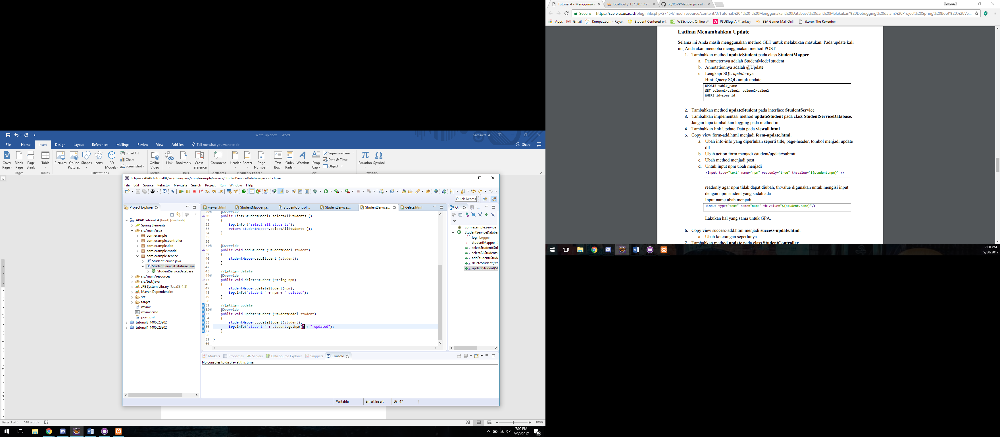 Write-up.docx - Word
Saraswati A
File Home Insert Design Layout References Mailings Review View Add-ins Tell me what you want to do
Share
Cover Page
Blank Page
Page Break
Table
Pictures
Online Pictures
Shapes
Icons
3D Models
SmartArt
Chart
Screenshot
Online Video
Link
Bookmark
Cross-reference
Comment
Header
Footer
Page Number
Text Box
Quick Parts
WordArt
Drop Cap
Signature Line
Date & Time
Object
Equation
Symbol
Pages Tables Illustrations Media Links Comments Header & Footer Text Symbols
Eclipse - APAPTutorial04/src/main/java/com/example/service/StudentServiceDatabase.java - Eclipse
File Edit Source Refactor Navigate Search Project Run Window Help
Quick Access
Project Explorer
APAPTutorial04 [boot] [devtools]
Spring Elements
src/main/java
com.example
com.example.controller
com.example.dao
com.example.model
com.example.service
StudentService.java
StudentServiceDatabase.java
StudentServiceDatabase
src/main/resources
src/test/java
JRE System Library [JavaSE-1.8]
Maven Dependencies
src
target
mvnw
mvnw.cmd
pom.xml
tutorial3_1406623202
tutorial4_1406623202
viewall.html StudentMapper.ja... StudentControll... StudentService.... StudentService... delete.html
29 @Override
30 public List<StudentModel> selectAllStudents ()
31 {
32 log.info ("select all students");
33 return studentMapper.selectAllStudents ();
34 }
35
36
37 @Override
38 public void addStudent (StudentModel student)
39 {
40 studentMapper.addStudent (student);
41 }
42
43 //Latihan delete
44 @Override
45 public void deleteStudent (String npm)
46 {
47 studentMapper.deleteStudent(npm);
48 log.info("student " + npm + " deleted");
49 }
50
51 //Latihan update
52 @Override
53 public void updateStudent (StudentModel student)
54 {
55 studentMapper.updateStudent(student);
56 log.info("student " + student.getNpm() + " updated");
57 }
58
59 }
60
O... T...
com.example.service
StudentServiceDatabas
log : Logger
studentMapper :
selectStudent(Stri
selectAllStudents(
addStudent(Stude
deleteStudent(Stri
updateStudent(St
Markers Properties Servers Data Source Explorer Snippets Console
No consoles to display at this time.
Writable Smart Insert 56 : 47
Page 3 of 3 148 words
100%
7:00 PM
9/30/2017
16
Tutorial 4 - Menggunaka localhost / 127.0.0.1 / stu b8/RSVPMapper.java at
Saraswati
Secure https://scele.cs.ui.ac.id/pluginfile.php/27454/mod_resource/content/3/Tutorial%204%20-%20Menggunakan%20Database%20dan%20Melakukan%20Debugging%20dalam%20Project%20Spring%20Boot%20%28Ve...
Apps Gmail Kompas.com - Rayak Student Centered e-L W3Schools Online W PSUBlog: A Phantasy SEA Gamer Mall Onli (Lore): The Rekenber
Latihan Menambahkan Update
Selama ini Anda masih menggunakan method GET untuk melakukan masukan. Pada update kali
ini, Anda akan mencoba menggunakan method POST.
1. Tambahkan method updateStudent pada class StudentMapper
a. Parameternya adalah StudentModel student
b. Annotationnya adalah @Update
c. Lengkapi SQL update-nya
Hint: Query SQL untuk update
UPDATE table_name
SET column1=value1, column2=value2
WHERE id=some_id;
2. Tambahkan method updateStudent pada interface StudentService
3. Tambahkan implementasi method updateStudent pada class StudentServiceDatabase.
Jangan lupa tambahkan logging pada method ini.
4. Tambahkan link Update Data pada viewall.html
5. Copy view form-add.html menjadi form-update.html.
a. Ubah info-info yang diperlukan seperti title, page-header, tombol menjadi update
dll.
b. Ubah action form menjadi /student/update/submit
c. Ubah method menjadi post
d. Untuk input npm ubah menjadi
<input type="text" name="npm" readonly="true" th:value="${student.npm}" />
readonly agar npm tidak dapat diubah, th:value digunakan untuk mengisi input
dengan npm student yang sudah ada.
Input name ubah menjadi
<input type="text" name="name" th:value="${student.name}"/>
Lakukan hal yang sama untuk GPA.
6. Copy view success-add.html menjadi success-update.html.
a. Ubah keterangan seperlunya
7. Tambahkan method update pada class StudentController
7:00 PM
9/30/2017